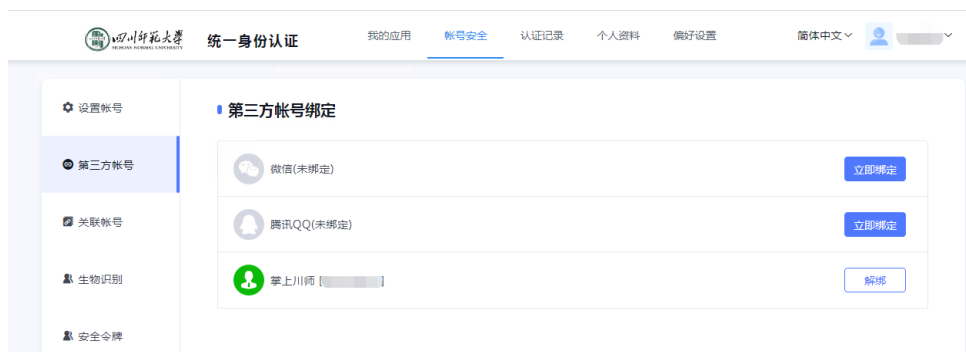 四川师范大学
SICHUAN NORMAL UNIVERSITY
统一身份认证
我的应用
帐号安全
认证记录
个人资料
偏好设置
简体中文
设置帐号
第三方帐号
关联帐号
生物识别
安全令牌
第三方帐号绑定
微信(未绑定)
立即绑定
腾讯QQ(未绑定)
立即绑定
掌上川师 [ ]
解绑